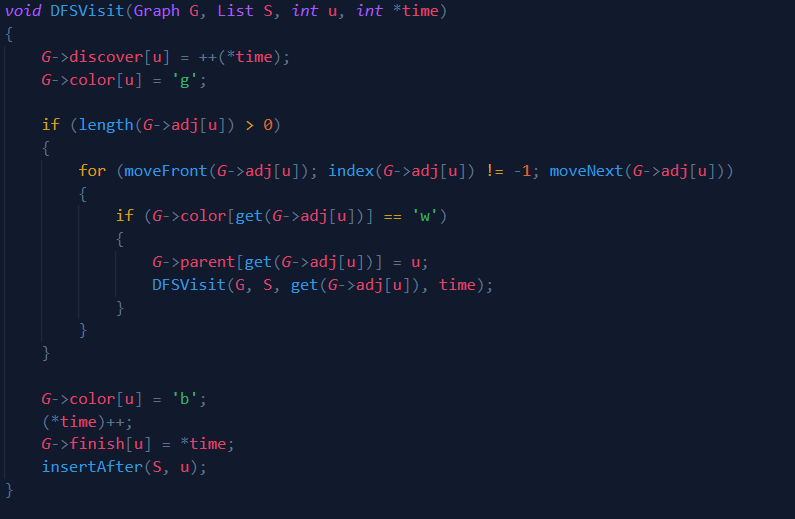 void DFSVisit(Graph G, List S, int u, int *time)
{
    G->discover[u] = ++(*time);
    G->color[u] = 'g';

    if (length(G->adj[u]) > 0)
    {
        for (moveFront(G->adj[u]); index(G->adj[u]) != -1; moveNext(G->adj[u]))
        {
            if (G->color[get(G->adj[u])] == 'w')
            {
                G->parent[get(G->adj[u])] = u;
                DFSVisit(G, S, get(G->adj[u]), time);
            }
        }
    }

    G->color[u] = 'b';
    (*time)++;
    G->finish[u] = *time;
    insertAfter(S, u);
}